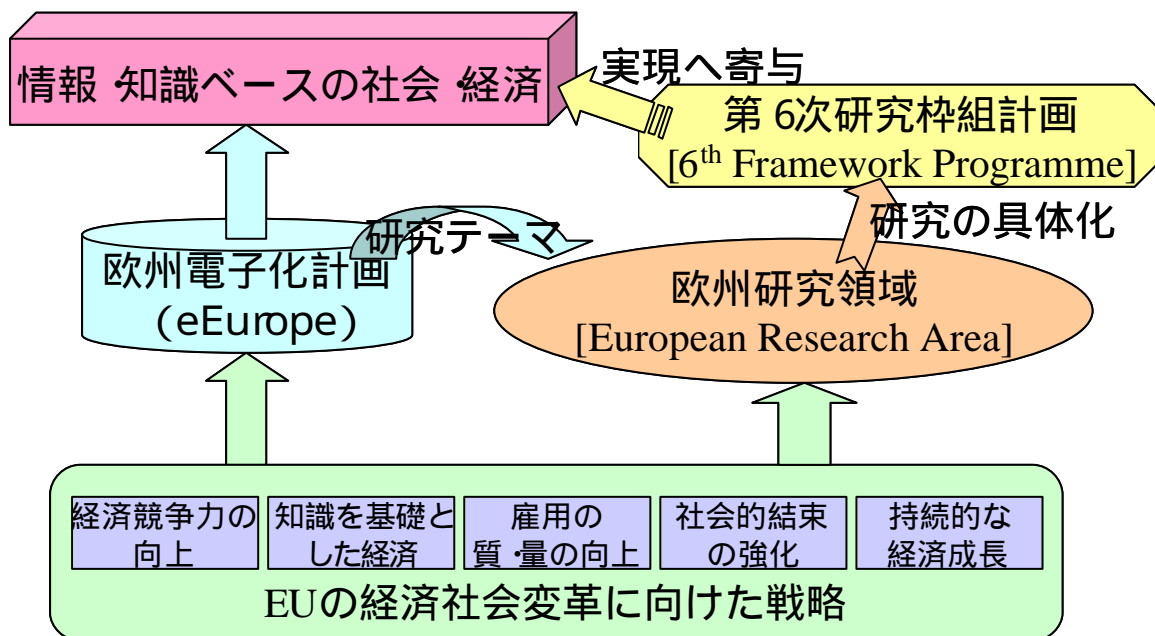 情報・知識ベースの社会・経済
実現へ寄与
第6次研究枠組計画
[6th Framework Programme]
研究テーマ
研究の具体化
欧州電子化計画
(eEurope)
欧州研究領域
[European Research Area]
経済競争力の
向上
知識を基礎と
した経済
雇用の
質・量の向上
社会的結束
の強化
持続的な
経済成長
EUの経済社会変革に向けた戦略